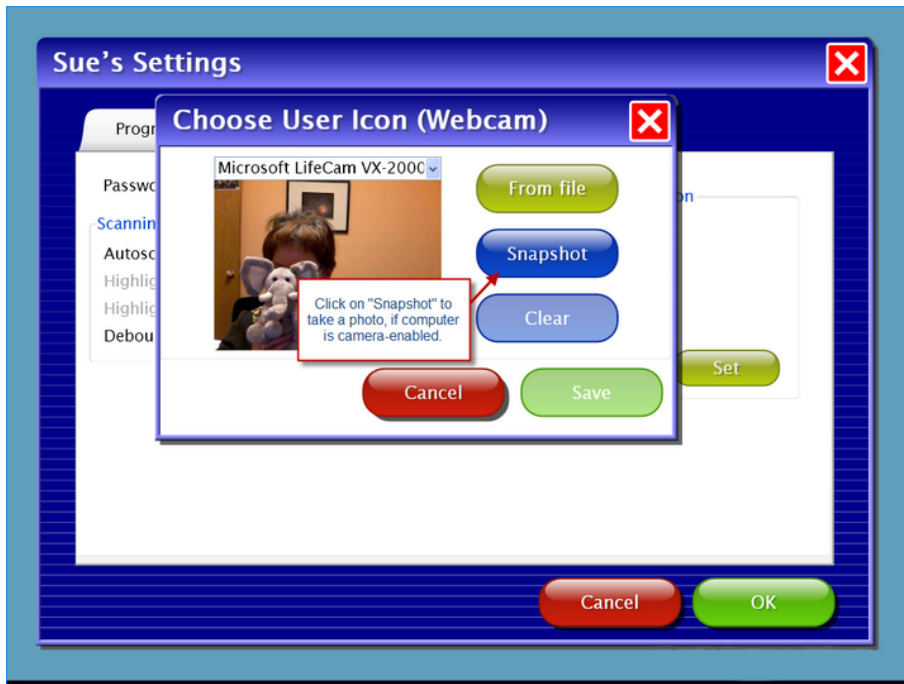 Sue's Settings
Choose User Icon (Webcam)
Microsoft LifeCam VX-2000
From file
Snapshot
Click on "Snapshot" to
take a photo, if computer
is camera-enabled.
Clear
Cancel
Save
Set
Cancel
OK